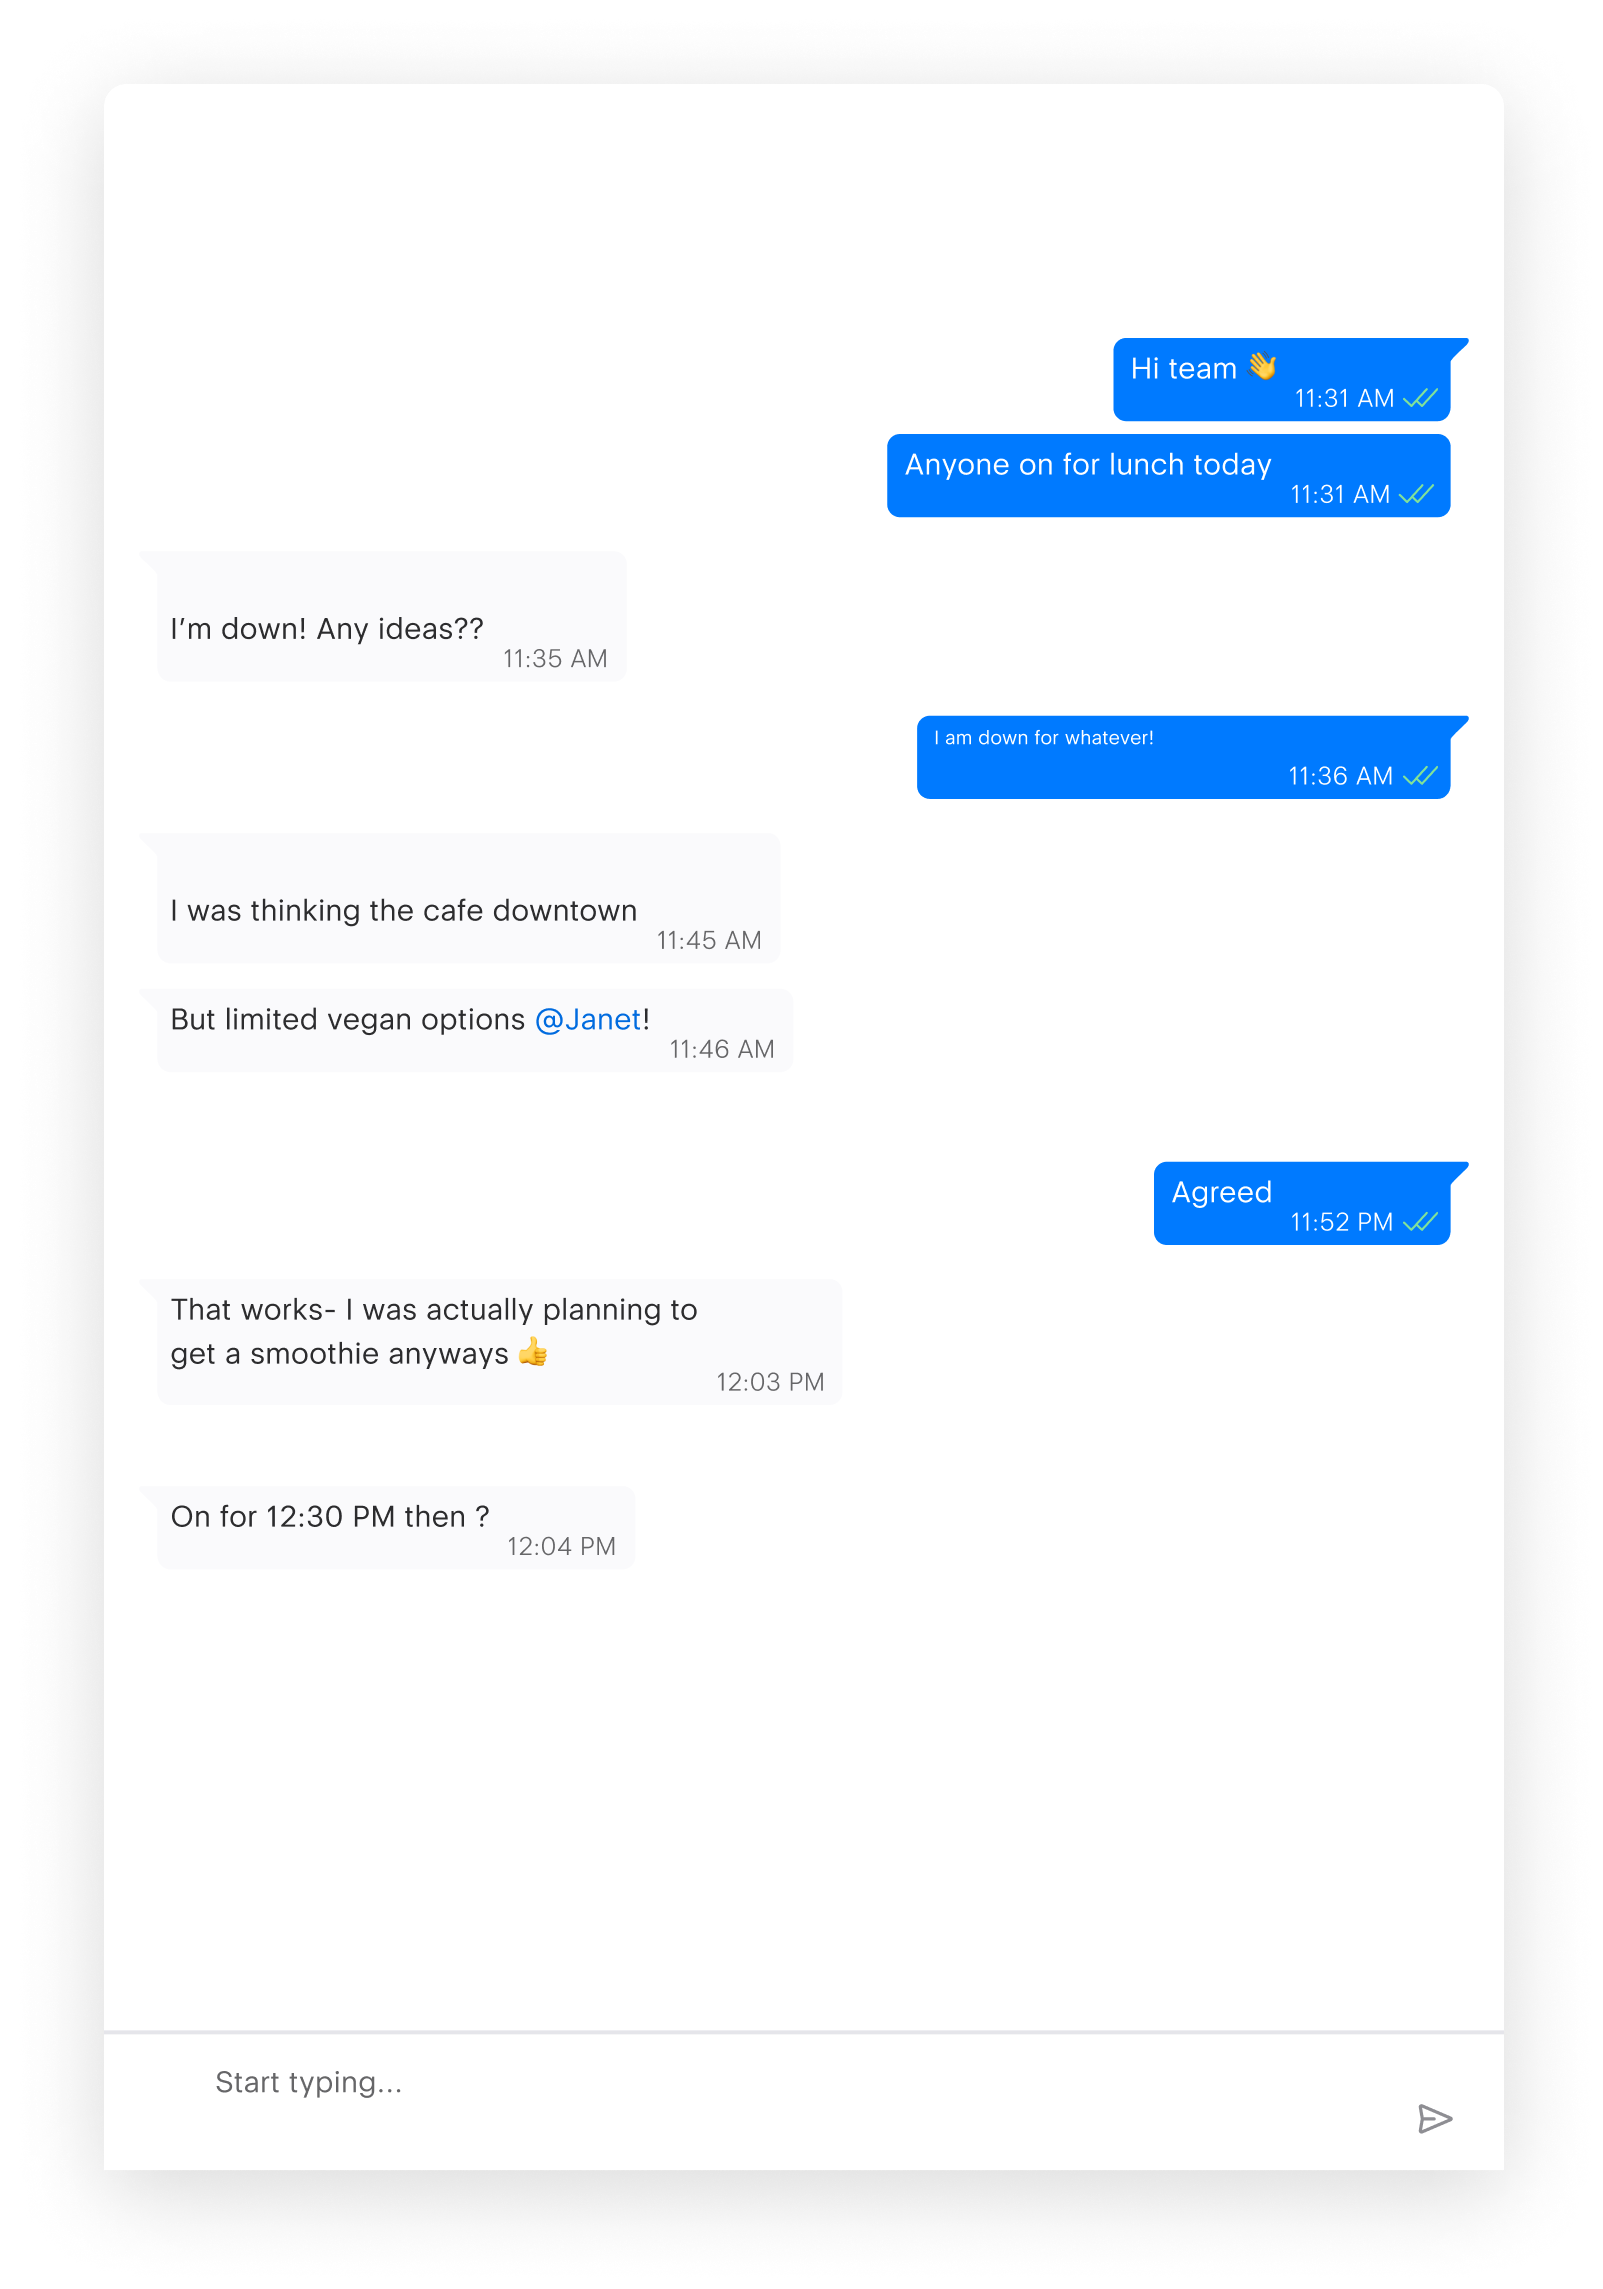 Hi team 👋
11:31 AM
Anyone on for lunch today
11:31 AM
I’m down! Any ideas??
11:35 AM
I am down for whatever!
11:36 AM
I was thinking the cafe downtown
11:45 AM
But limited vegan options @Janet!
11:46 AM
Agreed
11:52 PM
That works- I was actually planning to
get a smoothie anyways 👍
12:03 PM
On for 12:30 PM then ?
12:04 PM
Start typing...